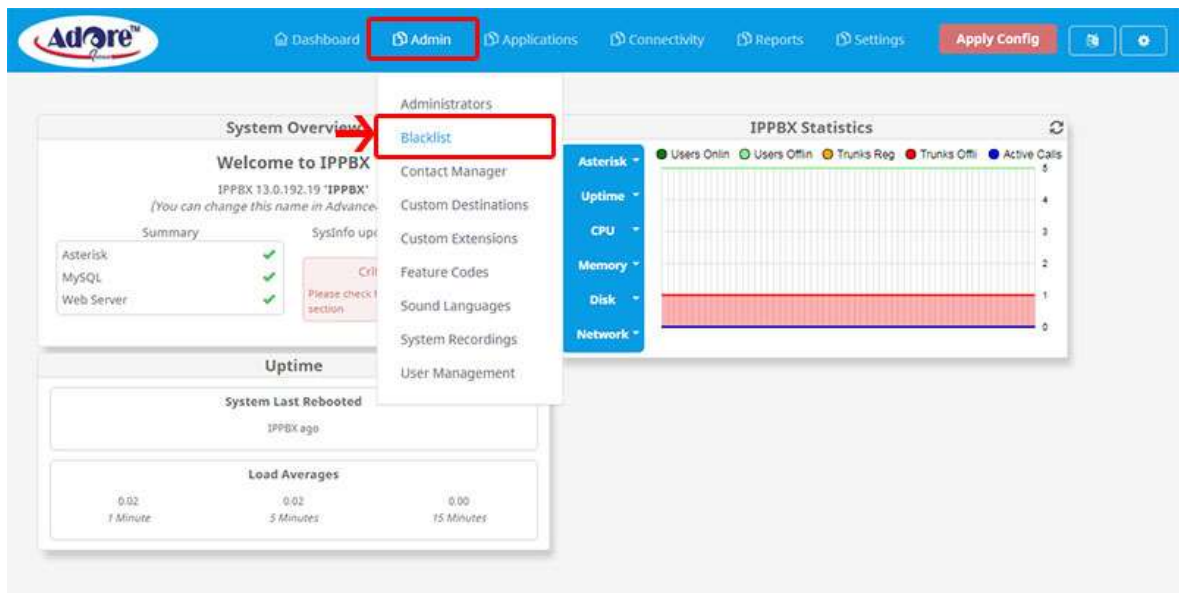 Adore™
Dashboard
Admin
Applications
Connectivity
Reports
Settings
Apply Config
Administrators
Blacklist
Contact Manager
Custom Destinations
Custom Extensions
Feature Codes
Sound Languages
System Recordings
User Management
System Overview
Welcome to IPPBX
IPPBX 13.0.192.19 'IPPBX'
(You can change this name in Advance
Summary
Asterisk
MySQL
Web Server
SysInfo upd
Please check
section
Uptime
System Last Rebooted
IPPBX ago
Load Averages
0.02 0.02 0.00
1 Minute 5 Minutes 15 Minutes
IPPBX Statistics
Asterisk
Uptime
CPU
Memory
Disk
Network
Users Onlin Users Offlin Trunks Reg Trunks Offli Active Calls
5
4
3
2
1
0